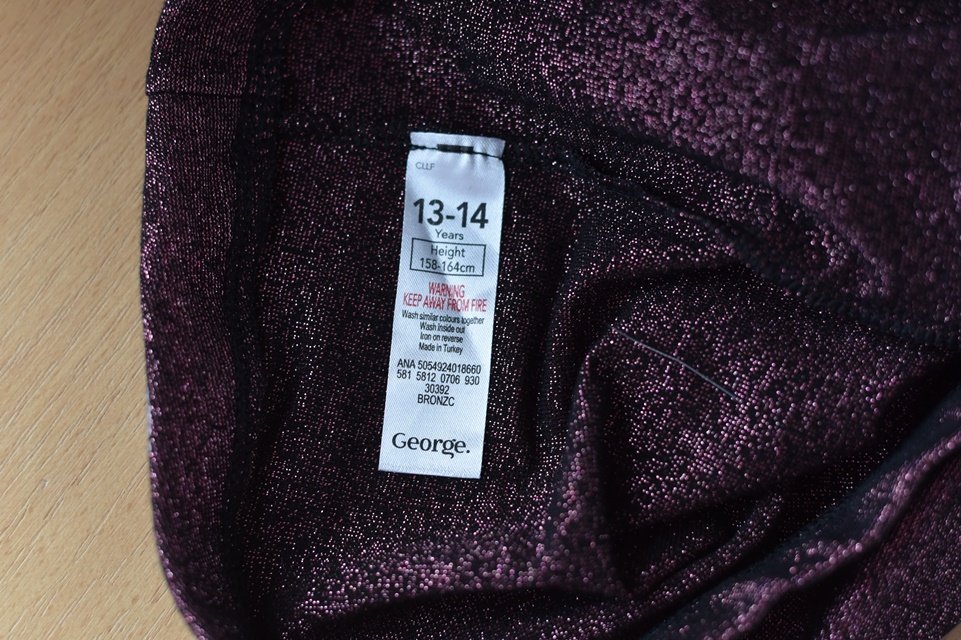 CLLF
13-14
Years
Height
158-164cm
WARNING
KEEP AWAY FROM FIRE
Wash similar colours together
Wash inside out
Iron on reverse
Made in Turkey
ANA 5054924018660
581 5812 0706 930
30392
BRONZC
George.